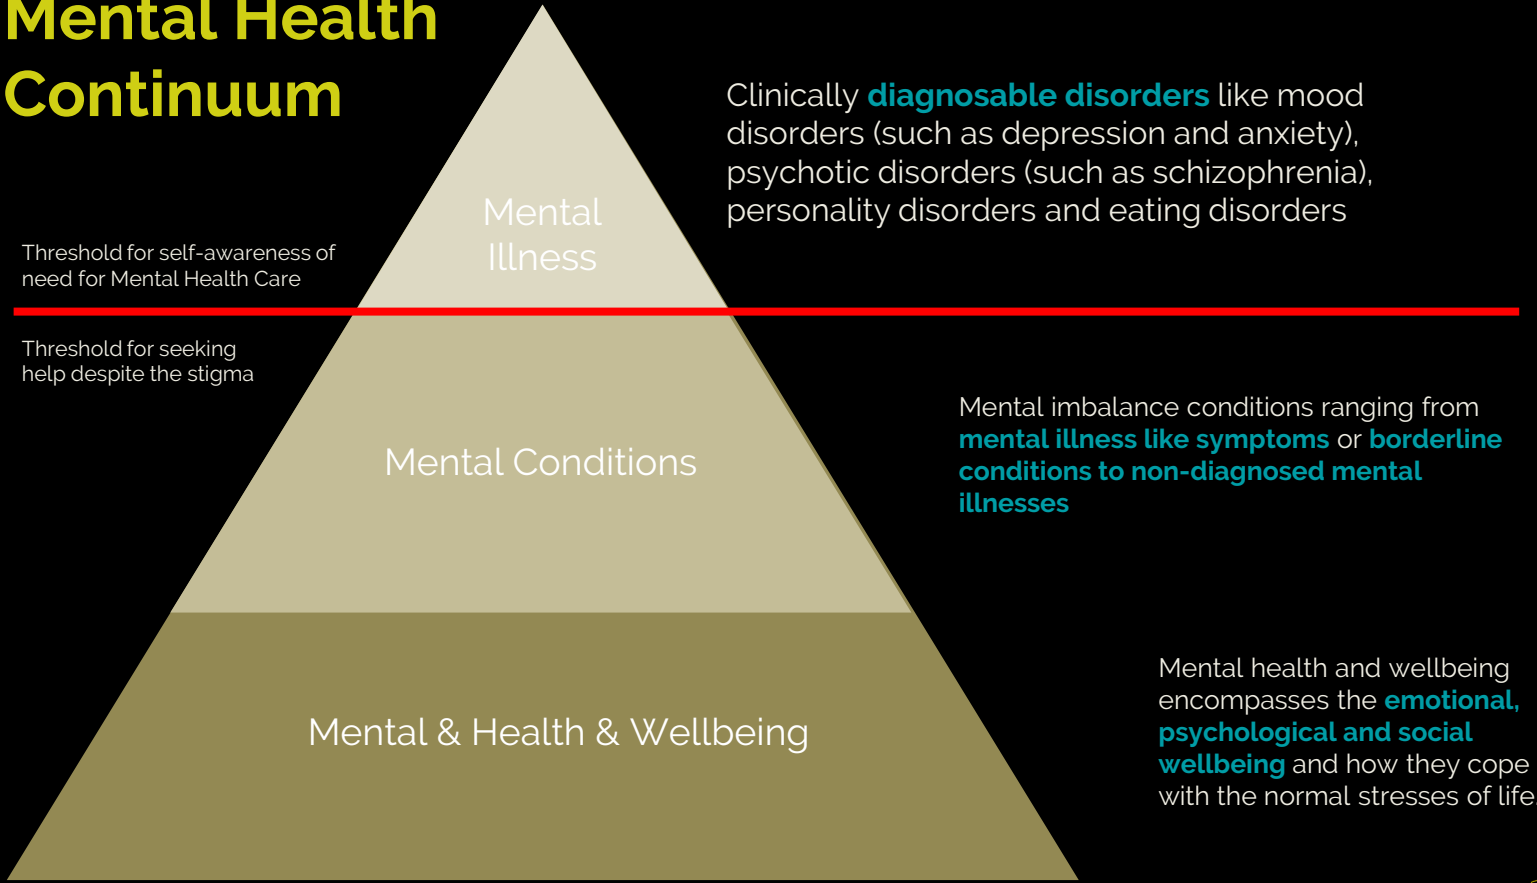 Mental Health
Continuum
Clinically diagnosable disorders like mood
disorders (such as depression and anxiety),
psychotic disorders (such as schizophrenia),
personality disorders and eating disorders
Mental
Illness
Threshold for self-awareness of
need for Mental Health Care
Threshold for seeking
help despite the stigma
Mental imbalance conditions ranging from
mental illness like symptoms or borderline
conditions to non-diagnosed mental
illnesses
Mental Conditions
Mental health and wellbeing
encompasses the emotional,
psychological and social
wellbeing and how they cope
with the normal stresses of life.
Mental & Health & Wellbeing